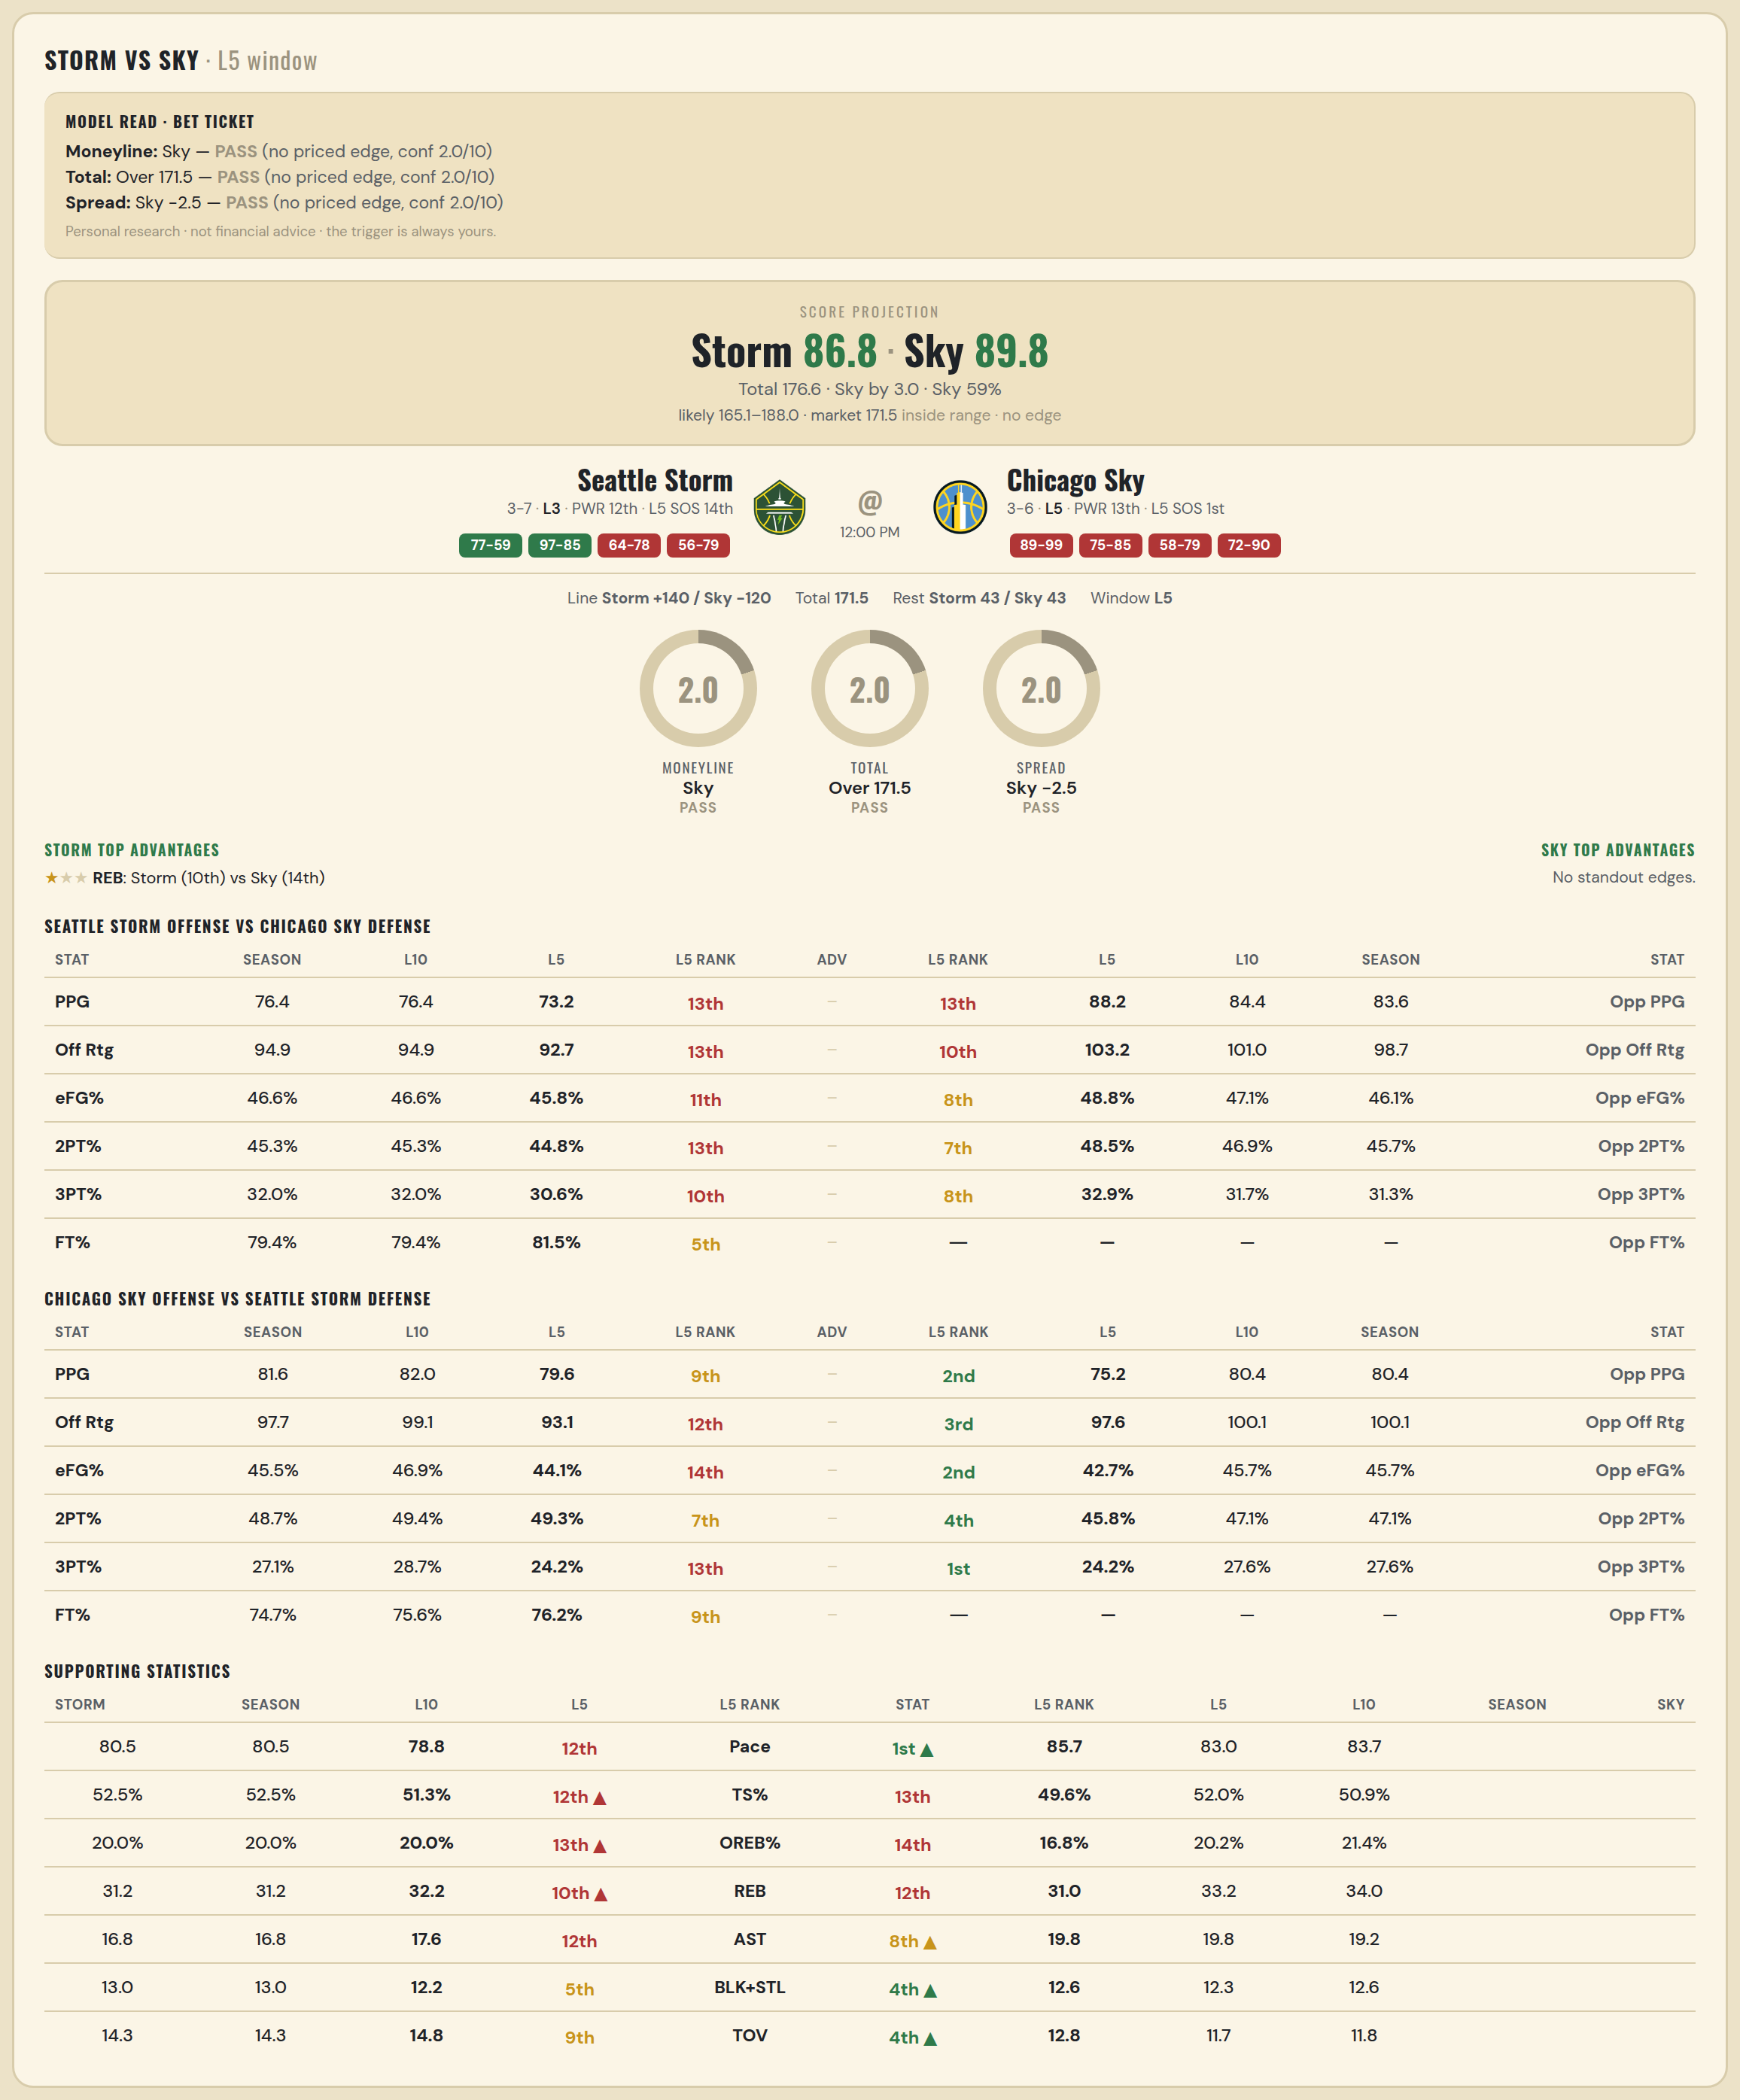 STORM VS SKY · L5 window
MODEL READ · BET TICKET
Moneyline: Sky — PASS (no priced edge, conf 2.0/10)
Total: Over 171.5 — PASS (no priced edge, conf 2.0/10)
Spread: Sky -2.5 — PASS (no priced edge, conf 2.0/10)
Personal research · not financial advice · the trigger is always yours.
SCORE PROJECTION
Storm 86.8 · Sky 89.8
Total 176.6 · Sky by 3.0 · Sky 59%
likely 165.1–188.0 · market 171.5 inside range · no edge
Seattle Storm @ Chicago Sky
3-7 · L3 · PWR 12th · L5 SOS 14th 12:00 PM 3-6 · L5 · PWR 13th · L5 SOS 1st
77-59 97-85 64-78 56-79 89-99 75-85 58-79 72-90
Line Storm +140 / Sky -120 Total 171.5 Rest Storm 43 / Sky 43 Window L5
2.0 2.0 2.0
MONEYLINE TOTAL SPREAD
Sky Over 171.5 Sky -2.5
PASS PASS PASS
STORM TOP ADVANTAGES SKY TOP ADVANTAGES
★★★ REB: Storm (10th) vs Sky (14th) No standout edges.
SEATTLE STORM OFFENSE VS CHICAGO SKY DEFENSE
STAT SEASON L10 L5 L5 RANK ADV L5 RANK L5 L10 SEASON STAT
PPG 76.4 76.4 73.2 13th — 13th 88.2 84.4 83.6 Opp PPG
Off Rtg 94.9 94.9 92.7 13th — 10th 103.2 101.0 98.7 Opp Off Rtg
eFG% 46.6% 46.6% 45.8% 11th — 8th 48.8% 47.1% 46.1% Opp eFG%
2PT% 45.3% 45.3% 44.8% 13th — 7th 48.5% 46.9% 45.7% Opp 2PT%
3PT% 32.0% 32.0% 30.6% 10th — 8th 32.9% 31.7% 31.3% Opp 3PT%
FT% 79.4% 79.4% 81.5% 5th — — — — — Opp FT%
CHICAGO SKY OFFENSE VS SEATTLE STORM DEFENSE
STAT SEASON L10 L5 L5 RANK ADV L5 RANK L5 L10 SEASON STAT
PPG 81.6 82.0 79.6 9th — 2nd 75.2 80.4 80.4 Opp PPG
Off Rtg 97.7 99.1 93.1 12th — 3rd 97.6 100.1 100.1 Opp Off Rtg
eFG% 45.5% 46.9% 44.1% 14th — 2nd 42.7% 45.7% 45.7% Opp eFG%
2PT% 48.7% 49.4% 49.3% 7th — 4th 45.8% 47.1% 47.1% Opp 2PT%
3PT% 27.1% 28.7% 24.2% 13th — 1st 24.2% 27.6% 27.6% Opp 3PT%
FT% 74.7% 75.6% 76.2% 9th — — — — — Opp FT%
SUPPORTING STATISTICS
STORM SEASON L10 L5 L5 RANK STAT L5 RANK L5 L10 SEASON SKY
80.5 80.5 78.8 12th Pace 1st ▲ 85.7 83.0 83.7
52.5% 52.5% 51.3% 12th ▲ TS% 13th 49.6% 52.0% 50.9%
20.0% 20.0% 20.0% 13th ▲ OREB% 14th 16.8% 20.2% 21.4%
31.2 31.2 32.2 10th ▲ REB 12th 31.0 33.2 34.0
16.8 16.8 17.6 12th AST 8th ▲ 19.8 19.8 19.2
13.0 13.0 12.2 5th BLK+STL 4th ▲ 12.6 12.3 12.6
14.3 14.3 14.8 9th TOV 4th ▲ 12.8 11.7 11.8